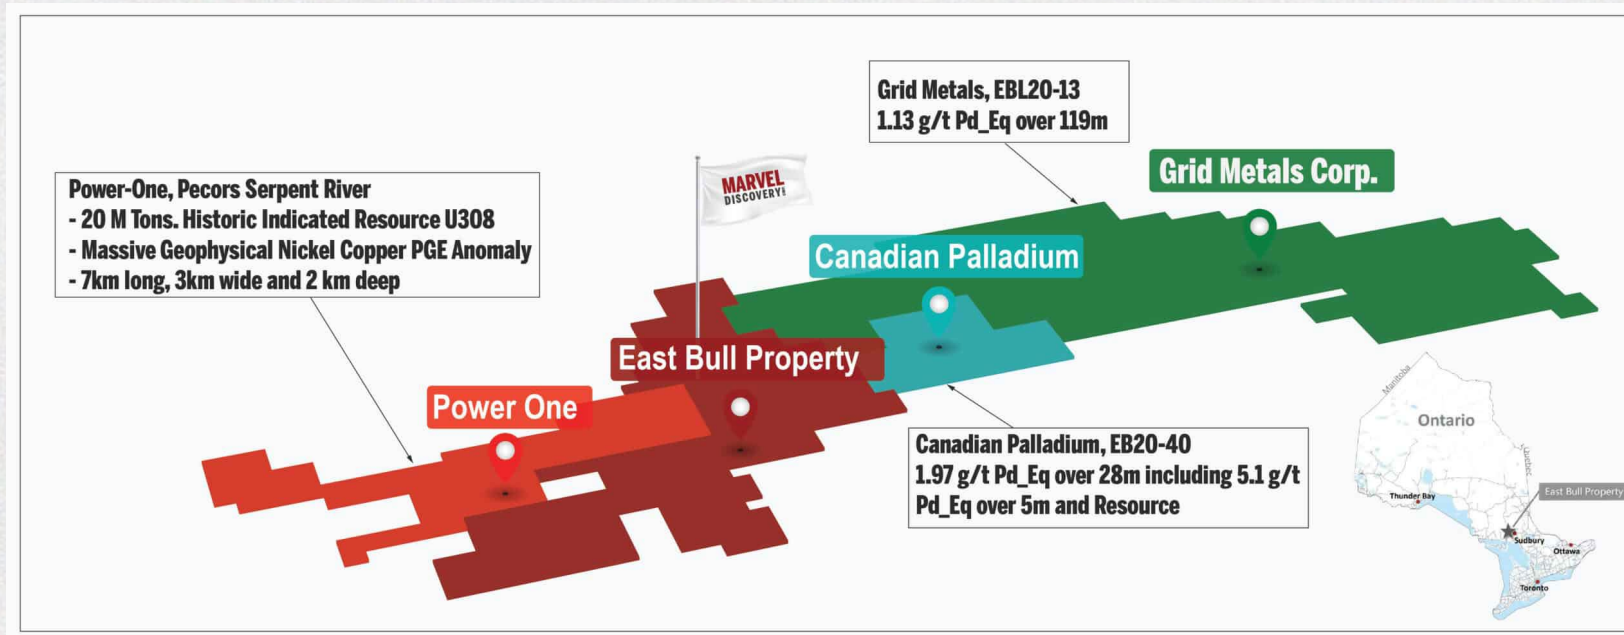 Grid Metals, EBL20-13
1.13 g/t Pd_Eq over 119m
Grid Metals Corp.
Power-One, Pecors Serpent River
- 20 M Tons. Historic Indicated Resource U308
- Massive Geophysical Nickel Copper PGE Anomaly
- 7km long, 3km wide and 2 km deep
MARVEL
DISCOVERY
Canadian Palladium
East Bull Property
Power One
Canadian Palladium, EB20-40
1.97 g/t Pd_Eq over 28m including 5.1 g/t
Pd_Eq over 5m and Resource
Manitoba
Ontario
Quebec
Thunder Bay
East Bull Property
Sudbury
Ottawa
Toronto